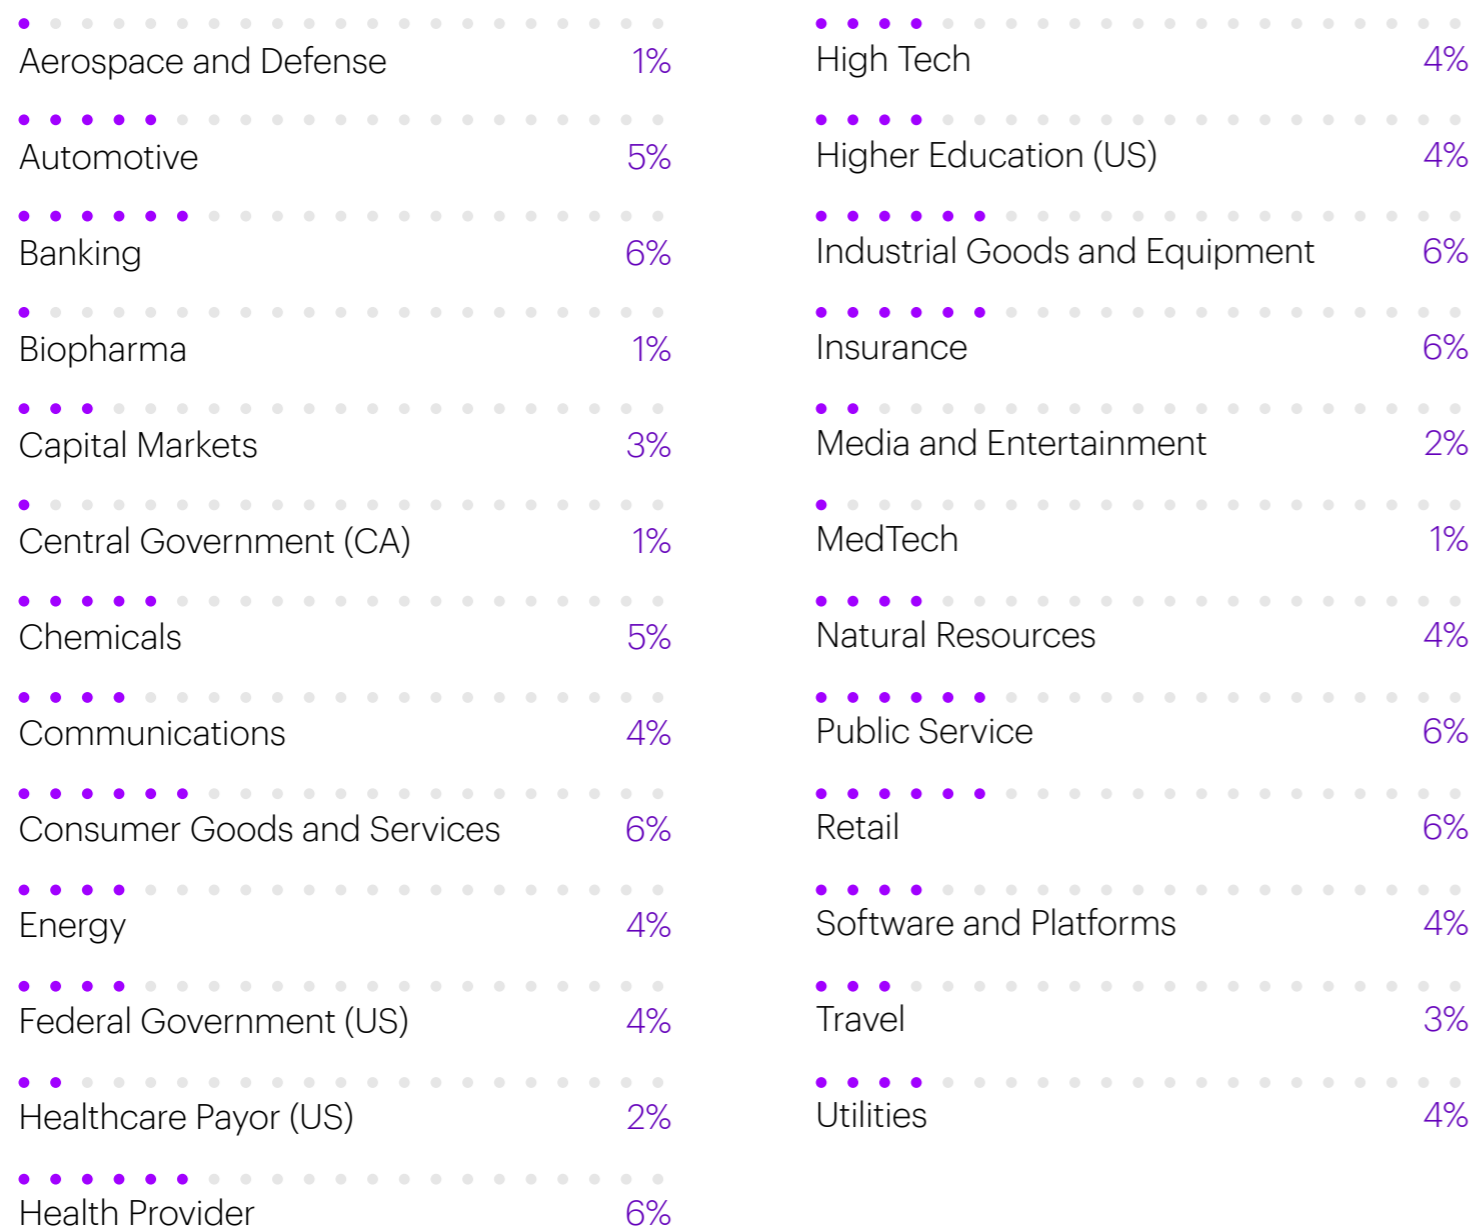 Aerospace and Defense 1%
Automotive 5%
Banking 6%
Biopharma 1%
Capital Markets 3%
Central Government (CA) 1%
Chemicals 5%
Communications 4%
Consumer Goods and Services 6%
Energy 4%
Federal Government (US) 4%
Healthcare Payor (US) 2%
Health Provider 6%
High Tech 4%
Higher Education (US) 4%
Industrial Goods and Equipment 6%
Insurance 6%
Media and Entertainment 2%
MedTech 1%
Natural Resources 4%
Public Service 6%
Retail 6%
Software and Platforms 4%
Travel 3%
Utilities 4%